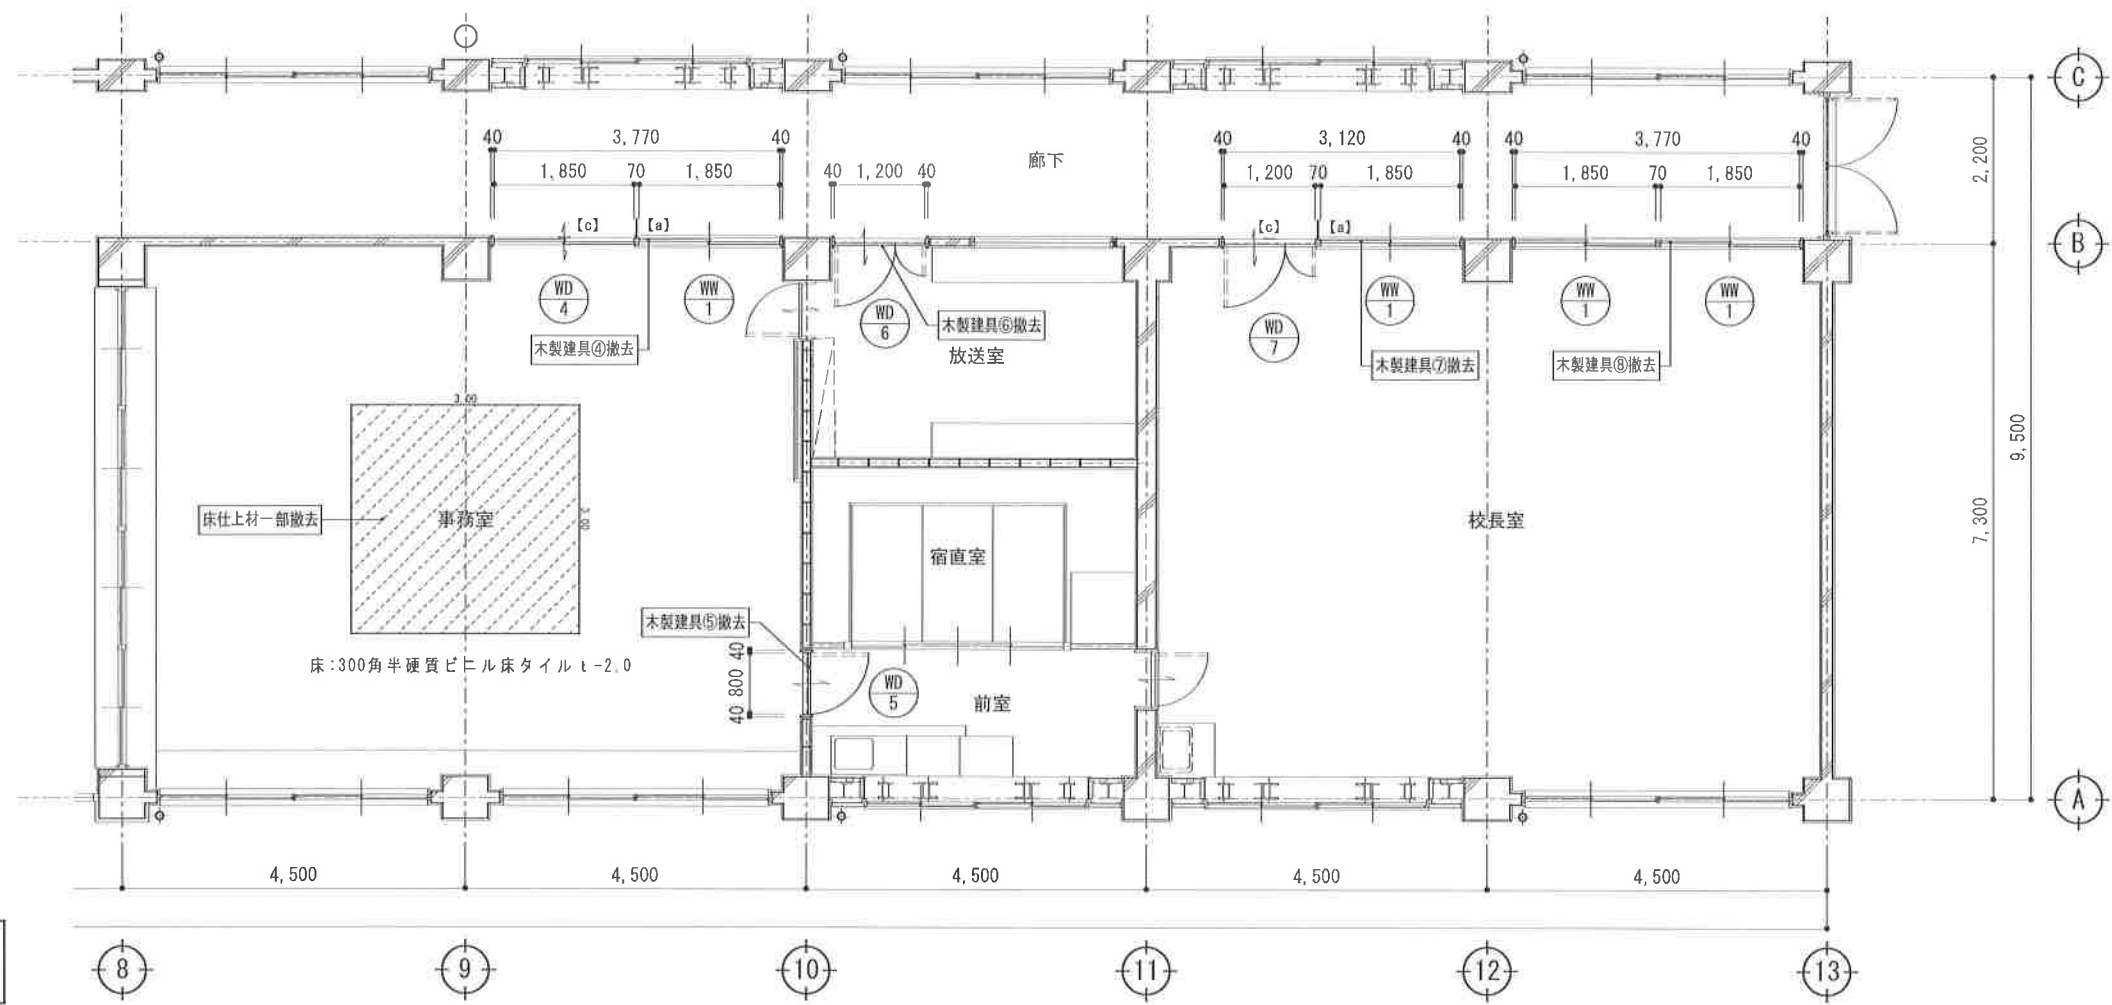 C
40 3,770 40
40 3,120 40
40 3,770 40
1,850 70 1,850
40 1,200 40
廊下
1,200 70 1,850
1,850 70 1,850
2,200
【c】 【a】
【c】 【a】
B
WD 4
WW 1
WD 6
WD 7
WW 1
WW 1
WW 1
木製建具④撤去
木製建具⑥撤去
放送室
木製建具⑦撤去
木製建具⑧撤去
3.00
9,500
床仕上材一部撤去
事務室
3.00
宿直室
校長室
7,300
木製建具⑤撤去
床:300角半硬質ビニル床タイル t-2.0
40 800 40
WD 5
前室
A
4,500 4,500 4,500 4,500 4,500
8 9 10 11 12 13